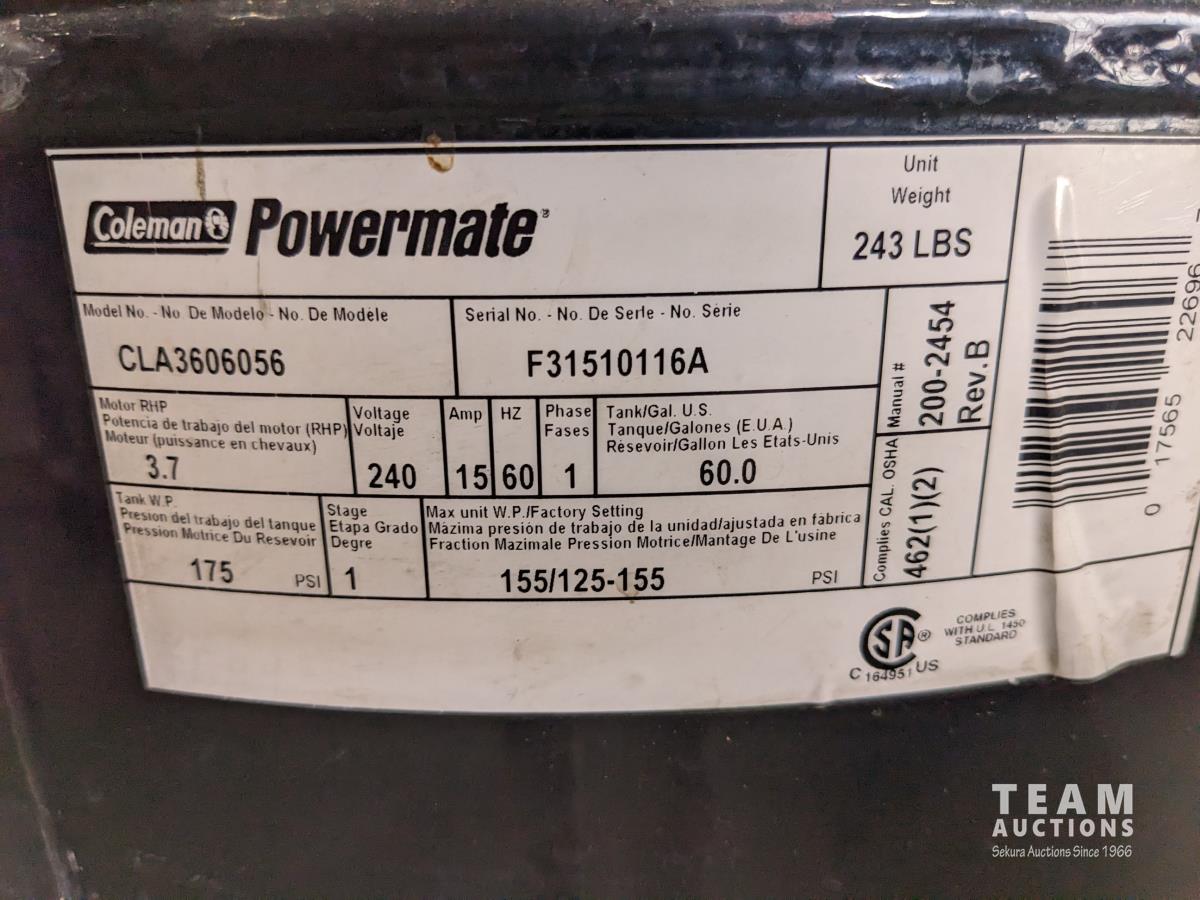 Coleman Powermate
Unit
Weight
243 LBS
Model No. - No. De Modelo - No. De Modèle
CLA3606056
Serial No. - No. De Serle - No. Série
F31510116A
Manual #
200-2454
Rev.B
Motor RHP
Potencia de trabajo del motor (RHP)
Moteur (puissance en chevaux)
3.7
Voltage
Voltaje
240
Amp
15
HZ
60
Phase
Fases
1
Tank/Gal. U.S.
Tanque/Galones (E.U.A.)
Résevoir/Gallon Les Etats-Unis
60.0
Tank W.P.
Presion del trabajo del tanque
Pression Motrice Du Resevoir
175 PSI
Stage
Etapa Grado
Degre
1
Max unit W.P./Factory Setting
Mázima presión de trabajo de la unidad/ajustada en fábrica
Fraction Mazimale Pression Motrice/Mantage De L'usine
155/125-155 PSI
Complies CAL. OSHA
462(1)(2)
0 17565 22696
SA ®
C 164951 US
COMPLIES
WITH U.L. 1450
STANDARD
TEAM
AUCTIONS
Sekura Auctions Since 1966